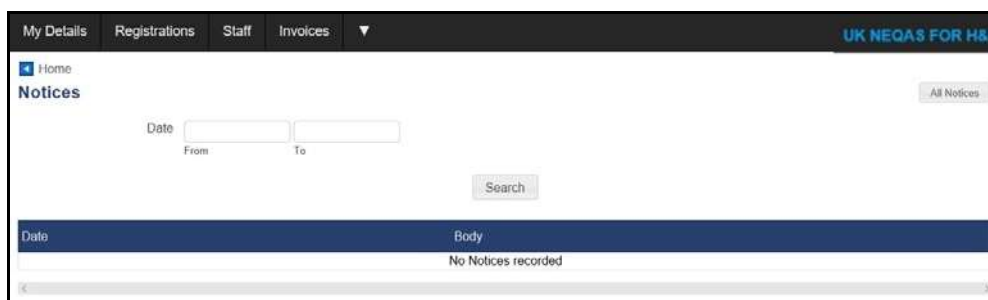 My Details Registrations Staff Invoices ▼ UK NEQAS FOR H&
Home
Notices All Notices
Date
From To
Search
Date Body
No Notices recorded